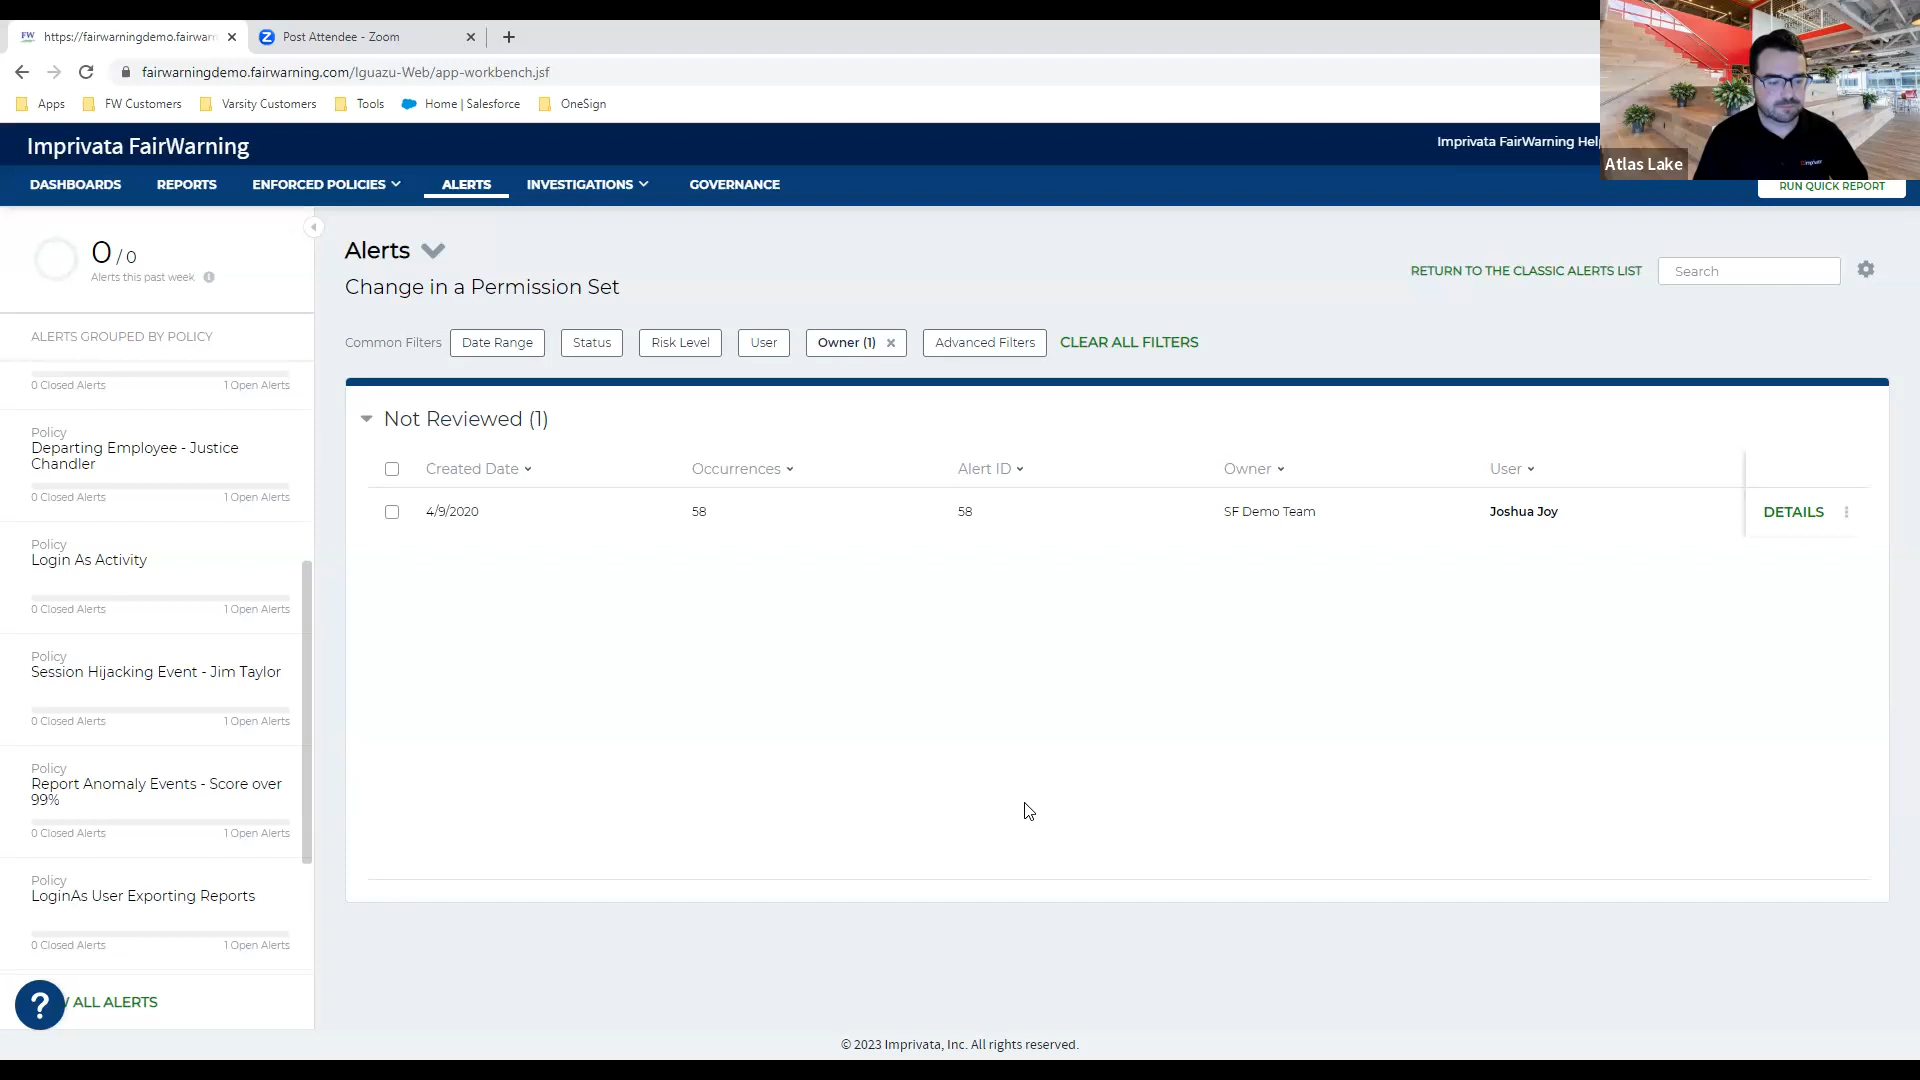 https://fairwarningdemo.fairwarn
Post Attendee - Zoom
fairwarningdemo.fairwarning.com/Iguazu-Web/app-workbench.jsf
Apps
FW Customers
Varsity Customers
Tools
Home | Salesforce
OneSign
Atlas Lake
Imprivata FairWarning
Imprivata FairWarning Help
DASHBOARDS
REPORTS
ENFORCED POLICIES
ALERTS
INVESTIGATIONS
GOVERNANCE
RUN QUICK REPORT
0 / 0
Alerts this past week
ALERTS GROUPED BY POLICY
0 Closed Alerts
1 Open Alerts
Policy
Departing Employee - Justice
Chandler
0 Closed Alerts
1 Open Alerts
Policy
Login As Activity
0 Closed Alerts
1 Open Alerts
Policy
Session Hijacking Event - Jim Taylor
0 Closed Alerts
1 Open Alerts
Policy
Report Anomaly Events - Score over
99%
0 Closed Alerts
1 Open Alerts
Policy
LoginAs User Exporting Reports
0 Closed Alerts
1 Open Alerts
?
ALL ALERTS
Alerts
Change in a Permission Set
RETURN TO THE CLASSIC ALERTS LIST
Search
Common Filters
Date Range
Status
Risk Level
User
Owner (1)
Advanced Filters
CLEAR ALL FILTERS
Not Reviewed (1)
Created Date
Occurrences
Alert ID
Owner
User
4/9/2020
58
58
SF Demo Team
Joshua Joy
DETAILS
© 2023 Imprivata, Inc. All rights reserved.